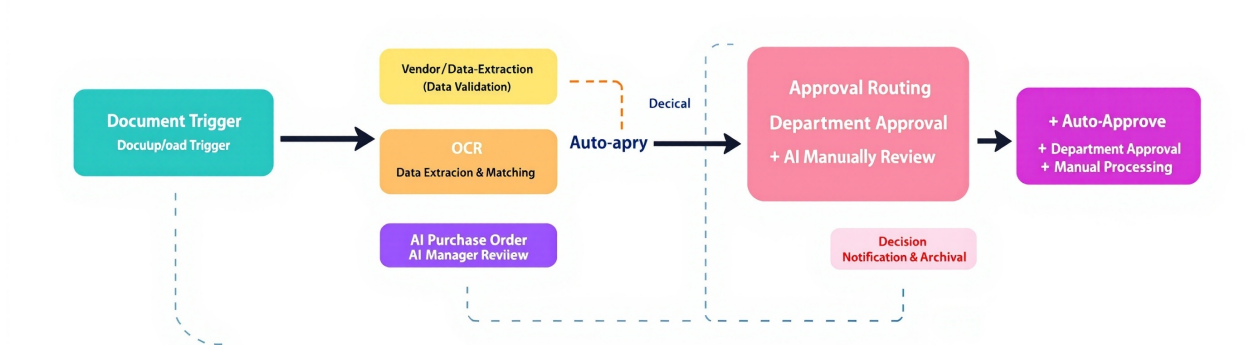 Document Trigger
Docuup/oad Trigger
Vendor/Data-Extraction
(Data Validation)
OCR
Data Extracion & Matching
AI Purchase Order
AI Manager Reviiew
Auto-apry
Decical
Approval Routing
Department Approval
+ AI Manually Review
Decision
Notification & Archival
+ Auto-Approve
+ Department Approval
+ Manual Processing